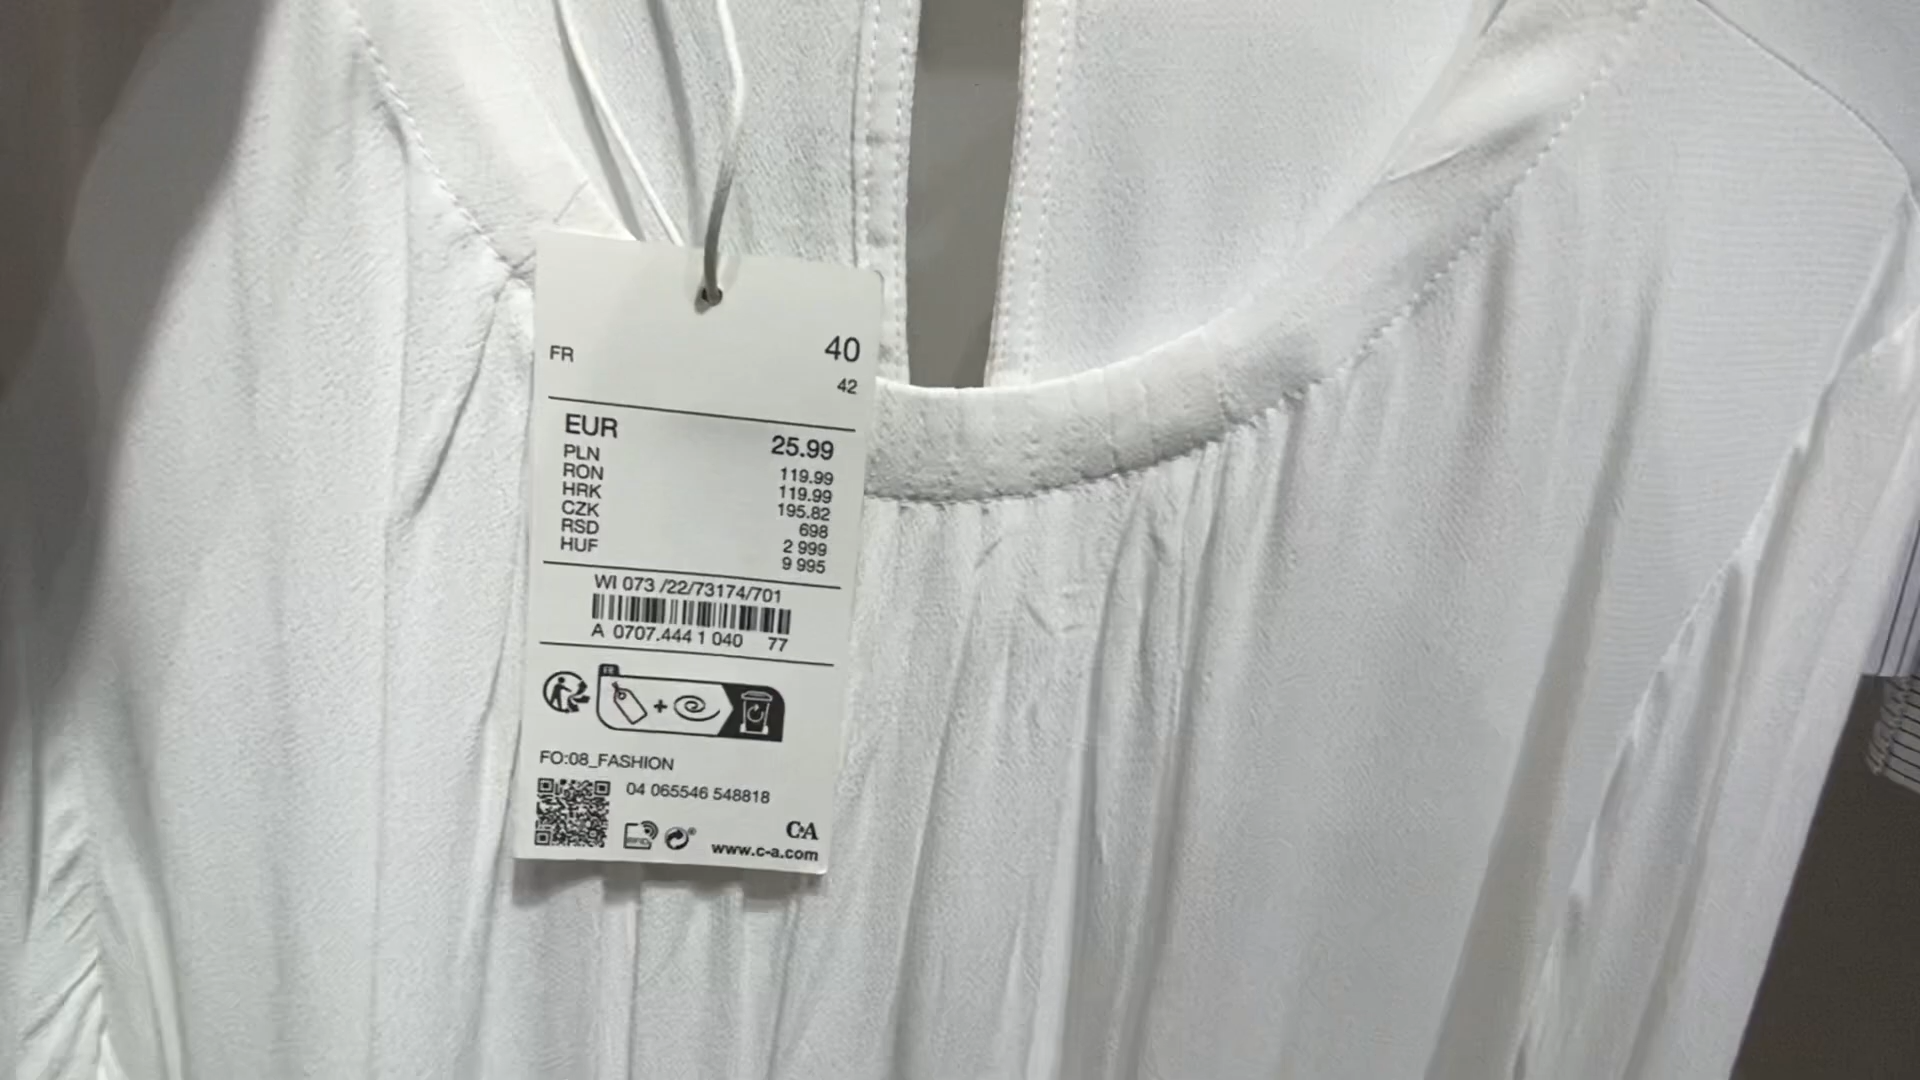 40
FR 42
EUR 25.99
PLN 119.99
RON 119.99
HRK 195.82
CZK 698
RSD 2 999
HUF 9 995
WI 073 /22/73174/701
A 0707.444 1 040 77
FR
FO:08_FASHION
04 065546 548818
RFID
C&A
www.c-a.com